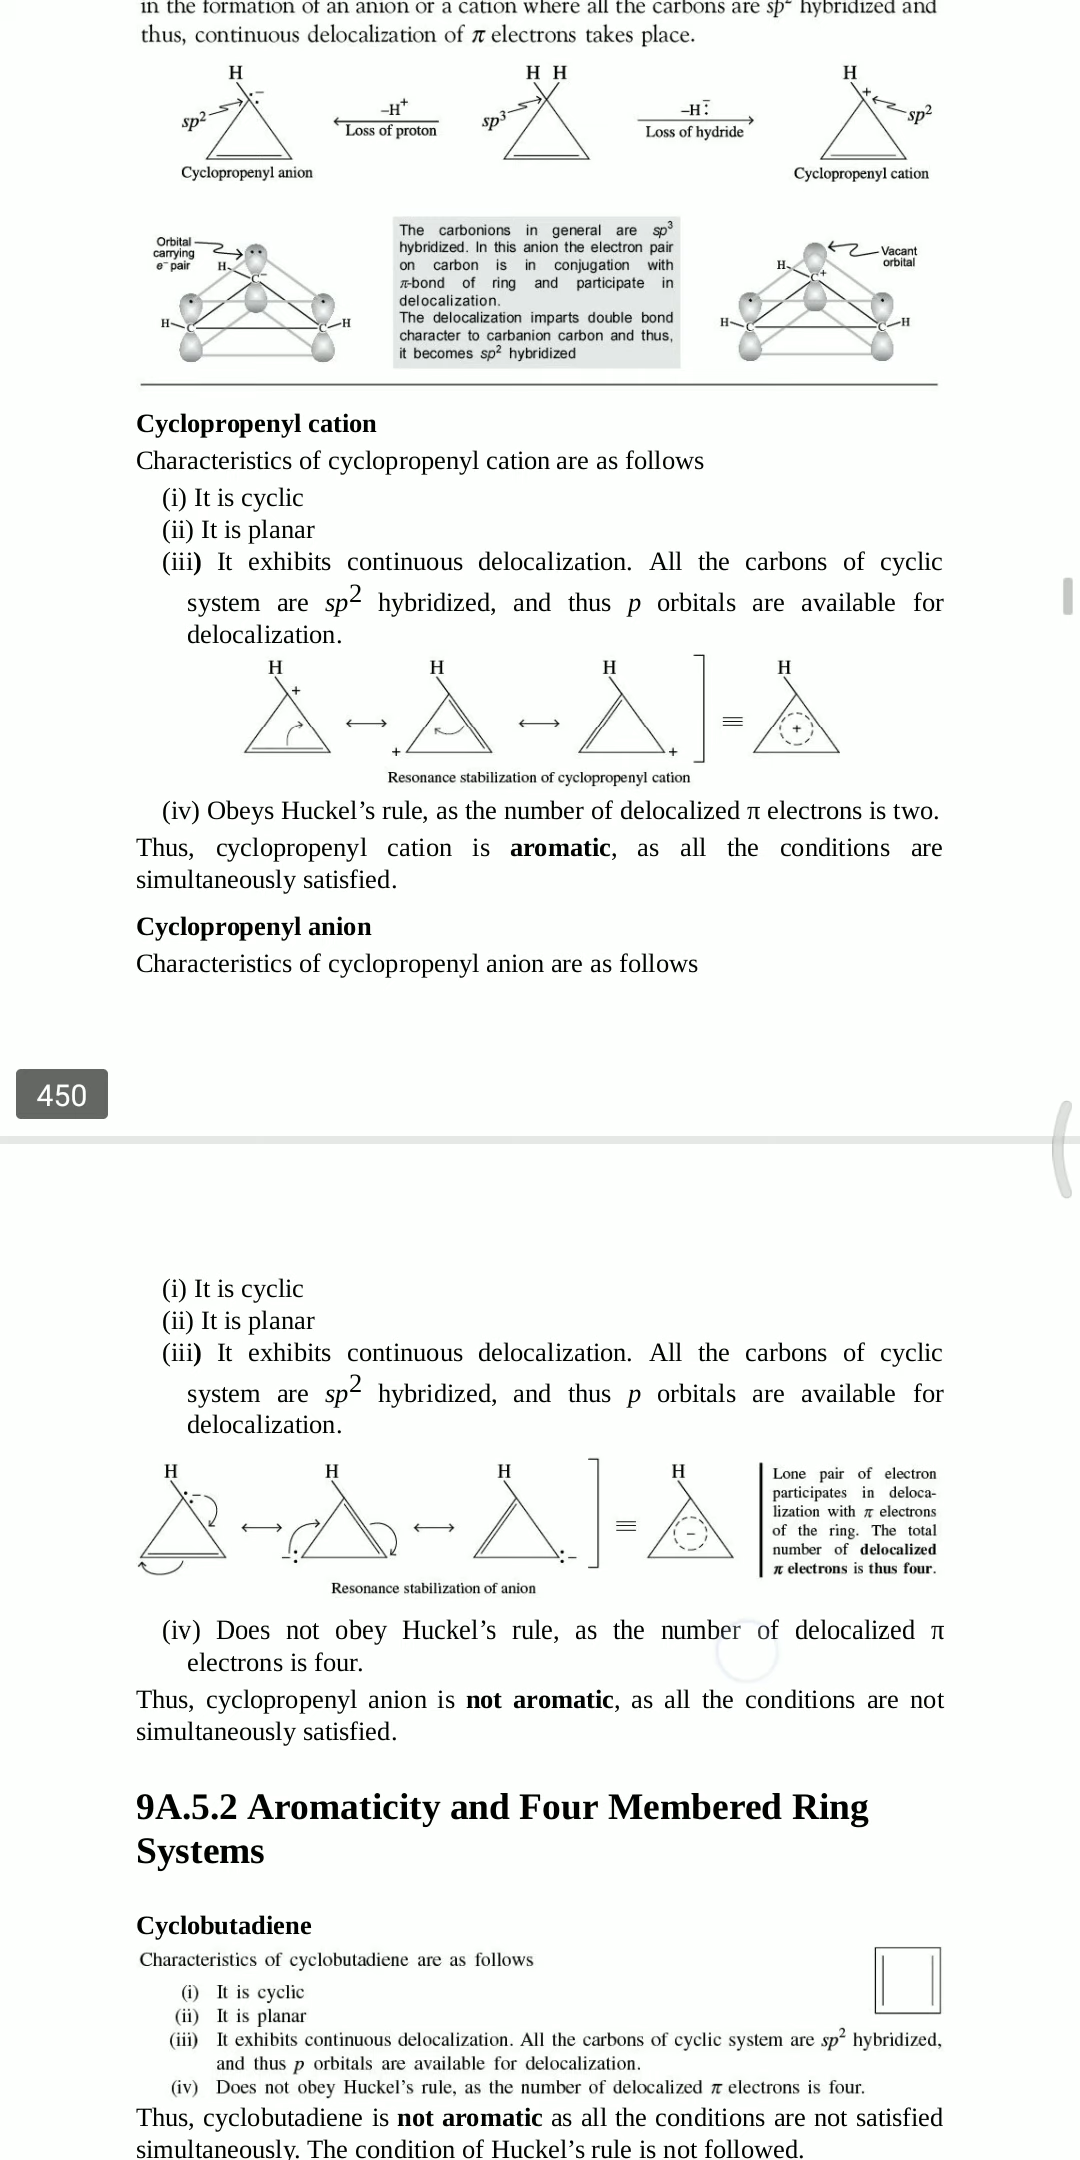 in the formation of an anion or a cation where all the carbons are sp² hybridized and
thus, continuous delocalization of π electrons takes place.
H
H H
H
:−
+
sp²
–H⁺
Loss of proton
sp³
–H:⁻
Loss of hydride
sp²
Cyclopropenyl anion
Cyclopropenyl cation
Orbital
carrying
e⁻ pair
H
C⁻
H
C
C
H
The carbonions in general are sp³
hybridized. In this anion the electron pair
on carbon is in conjugation with
π-bond of ring and participate in
delocalization.
The delocalization imparts double bond
character to carbanion carbon and thus,
it becomes sp² hybridized
Vacant
orbital
H
C⁺
H
C
C
H
Cyclopropenyl cation
Characteristics of cyclopropenyl cation are as follows
(i) It is cyclic
(ii) It is planar
(iii) It exhibits continuous delocalization. All the carbons of cyclic
system are sp² hybridized, and thus p orbitals are available for
delocalization.
H
H
H
H
+
+
+
≡
+
Resonance stabilization of cyclopropenyl cation
(iv) Obeys Huckel’s rule, as the number of delocalized π electrons is two.
Thus, cyclopropenyl cation is aromatic, as all the conditions are
simultaneously satisfied.
Cyclopropenyl anion
Characteristics of cyclopropenyl anion are as follows
450
(i) It is cyclic
(ii) It is planar
(iii) It exhibits continuous delocalization. All the carbons of cyclic
system are sp² hybridized, and thus p orbitals are available for
delocalization.
H
H
H
H
:−
−:
:−
≡
−
Lone pair of electron
participates in deloca-
lization with π electrons
of the ring. The total
number of delocalized
π electrons is thus four.
Resonance stabilization of anion
(iv) Does not obey Huckel’s rule, as the number of delocalized π
electrons is four.
Thus, cyclopropenyl anion is not aromatic, as all the conditions are not
simultaneously satisfied.
9A.5.2 Aromaticity and Four Membered Ring
Systems
Cyclobutadiene
Characteristics of cyclobutadiene are as follows
(i) It is cyclic
(ii) It is planar
(iii) It exhibits continuous delocalization. All the carbons of cyclic system are sp² hybridized,
and thus p orbitals are available for delocalization.
(iv) Does not obey Huckel’s rule, as the number of delocalized π electrons is four.
Thus, cyclobutadiene is not aromatic as all the conditions are not satisfied
simultaneously. The condition of Huckel’s rule is not followed.